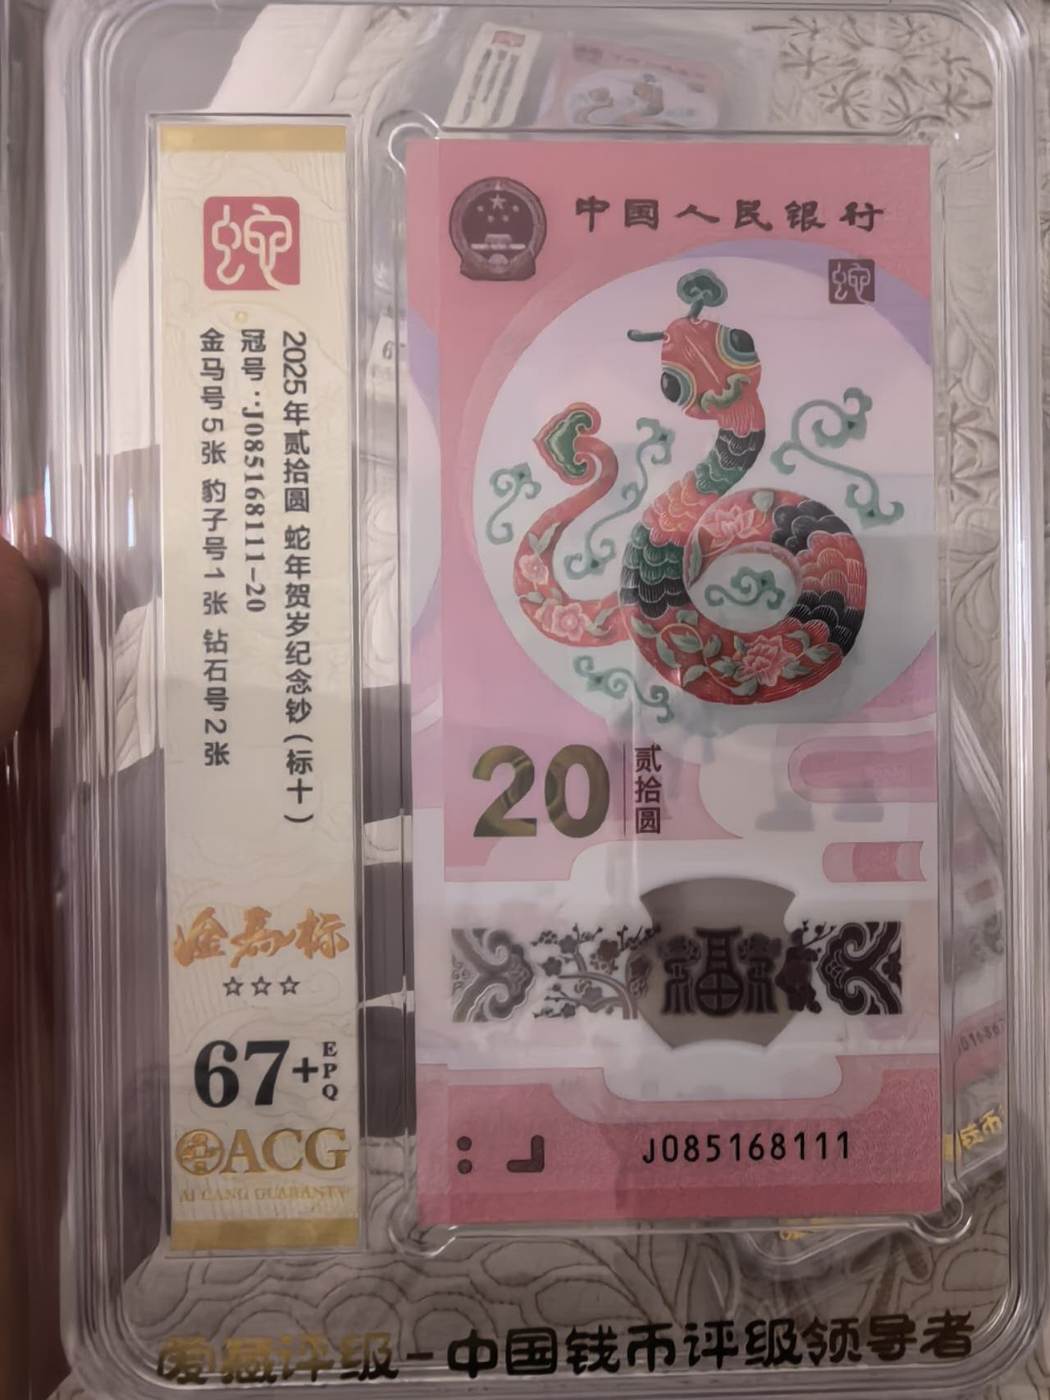 蛇
2025年贰拾圆 蛇年贺岁纪念钞(标十)
冠号:J085168111-20
金马号5张 豹子号1张 钻石号2张
金马标
☆☆☆
67+
EPQ
ACG
AI CANG GUARANTY
中国人民银行
蛇
20
贰拾圆
福
J085168111
爱藏评级-中国钱币评级领导者